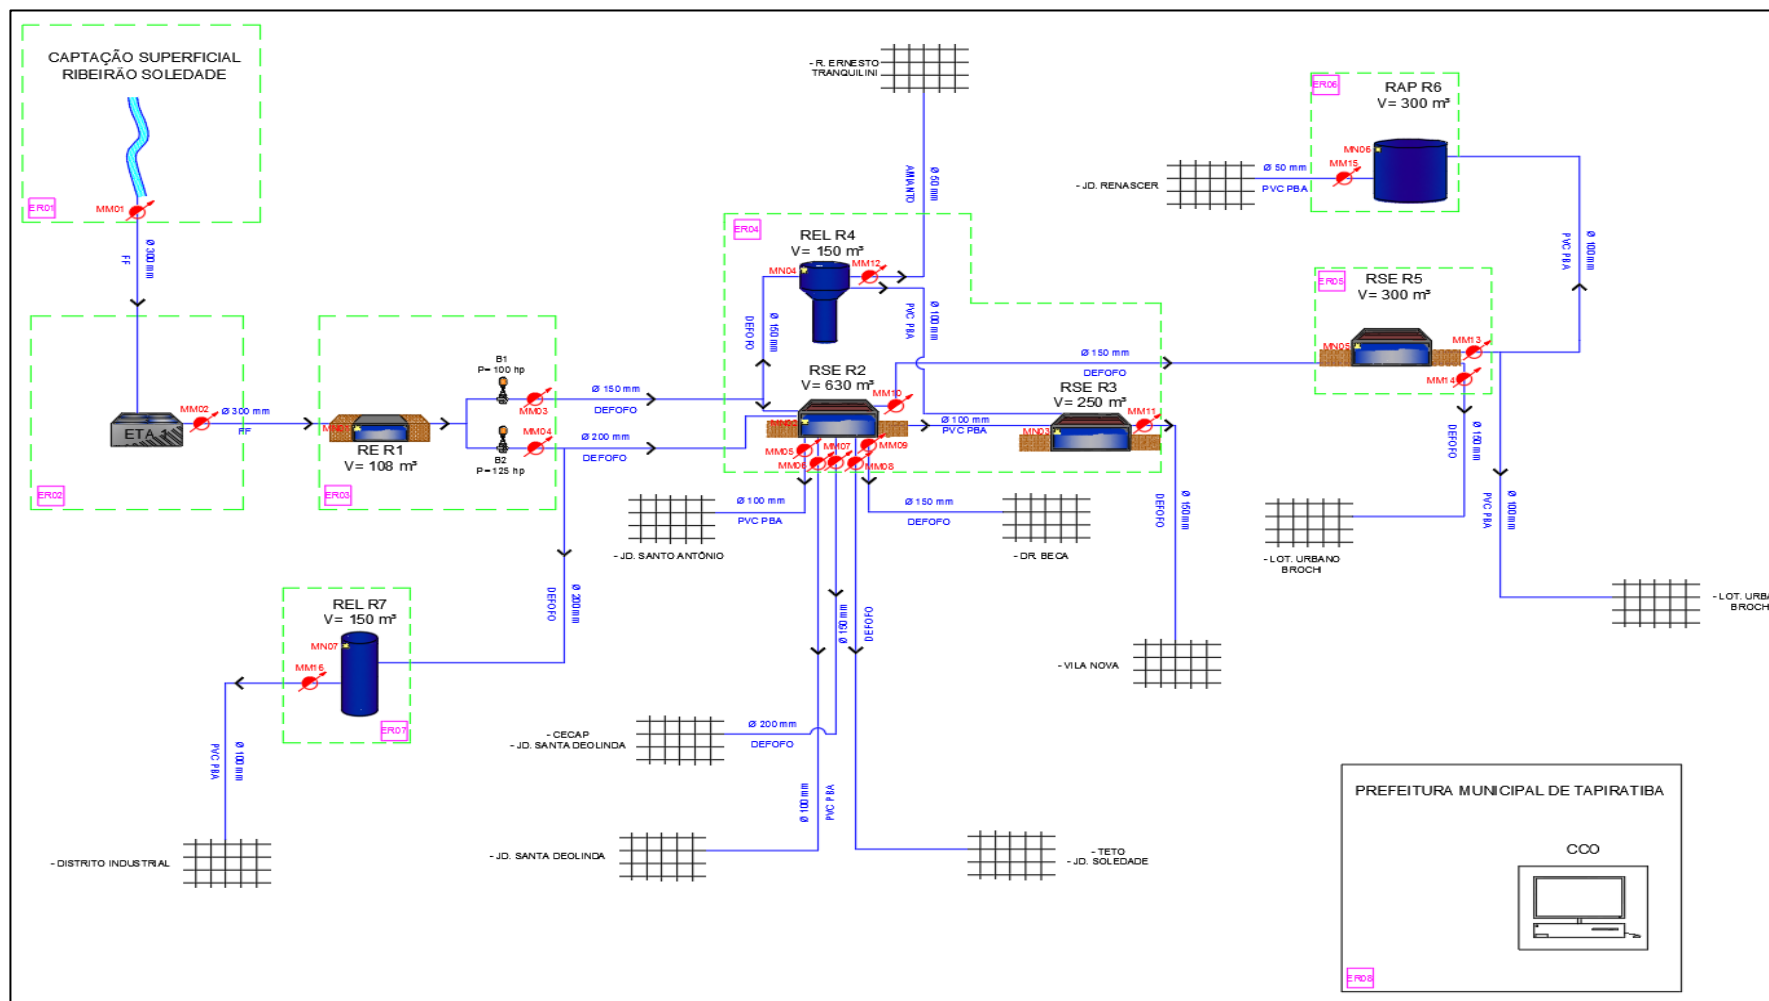 CAPTAÇÃO SUPERFICIAL
RIBEIRÃO SOLEDADE
ER01
MM01
Ø 300 mm
FF
ETA
MM02
Ø 300 mm
FF
ER02
RE R1
V= 108 m³
ER03
B1
P= 100 hp
MM03
Ø 150 mm
DEFOFO
MM04
B2
P= 125 hp
Ø 200 mm
DEFOFO
Ø 200 mm
DEFOFO
REL R7
V= 150 m³
MN07
MM16
ER07
Ø 100 mm
PVC PBA
- DISTRITO INDUSTRIAL
- R. ERNESTO
TRANQUILINI
Ø 50 mm
AMIANTO
ER04
REL R4
V= 150 m³
MN04
MM12
Ø 150 mm
DEFOFO
Ø 100 mm
PVC PBA
RSE R2
V= 630 m³
MN02
MM10
Ø 150 mm
DEFOFO
Ø 100 mm
PVC PBA
RSE R3
V= 250 m³
MN03
MM11
MM05
MM06
MM07
MM08
MM09
Ø 100 mm
PVC PBA
- JD. SANTO ANTÔNIO
Ø 150 mm
DEFOFO
- DR. BECA
Ø 150 mm
DEFOFO
- VILA NOVA
Ø 150 mm
DEFOFO
Ø 200 mm
DEFOFO
- CECAP
- JD. SANTA DEOLINDA
Ø 100 mm
PVC PBA
- JD. SANTA DEOLINDA
- TETO
- JD. SOLEDADE
ER06
RAP R6
V= 300 m³
MN06
MM15
Ø 50 mm
PVC PBA
- JD. RENASCER
Ø 100 mm
PVC PBA
ER05
RSE R5
V= 300 m³
MN05
MM13
MM14
Ø 150 mm
DEFOFO
Ø 100 mm
PVC PBA
- LOT. URBANO
BROCHI
- LOT. URBA
BROCH
PREFEITURA MUNICIPAL DE TAPIRATIBA
CCO
ER08